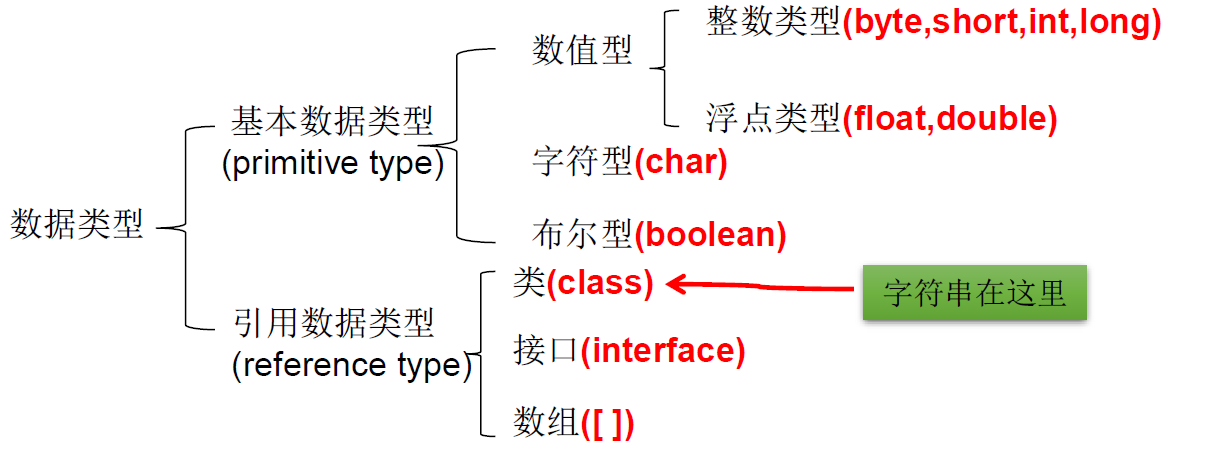 整数类型(byte,short,int,long)
数值型
浮点类型(float,double)
基本数据类型
(primitive type)
字符型(char)
数据类型
布尔型(boolean)
类(class)
字符串在这里
引用数据类型
(reference type)
接口(interface)
数组([ ])